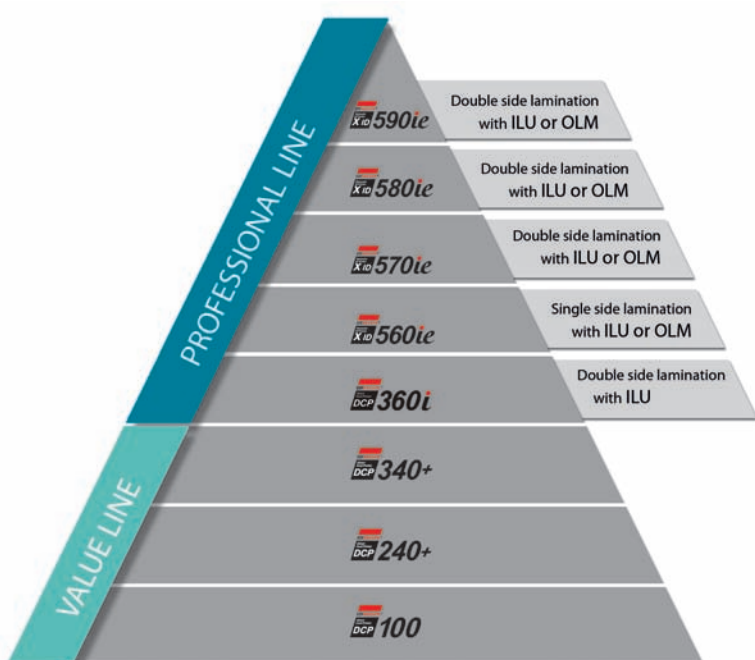 PROFESSIONAL LINE
XID 590ie
Double side lamination
with ILU or OLM
XID 580ie
Double side lamination
with ILU or OLM
XID 570ie
Double side lamination
with ILU or OLM
XID 560ie
Single side lamination
with ILU or OLM
DCP 360i
Double side lamination
with ILU
VALUE LINE
DCP 340+
DCP 240+
DCP 100